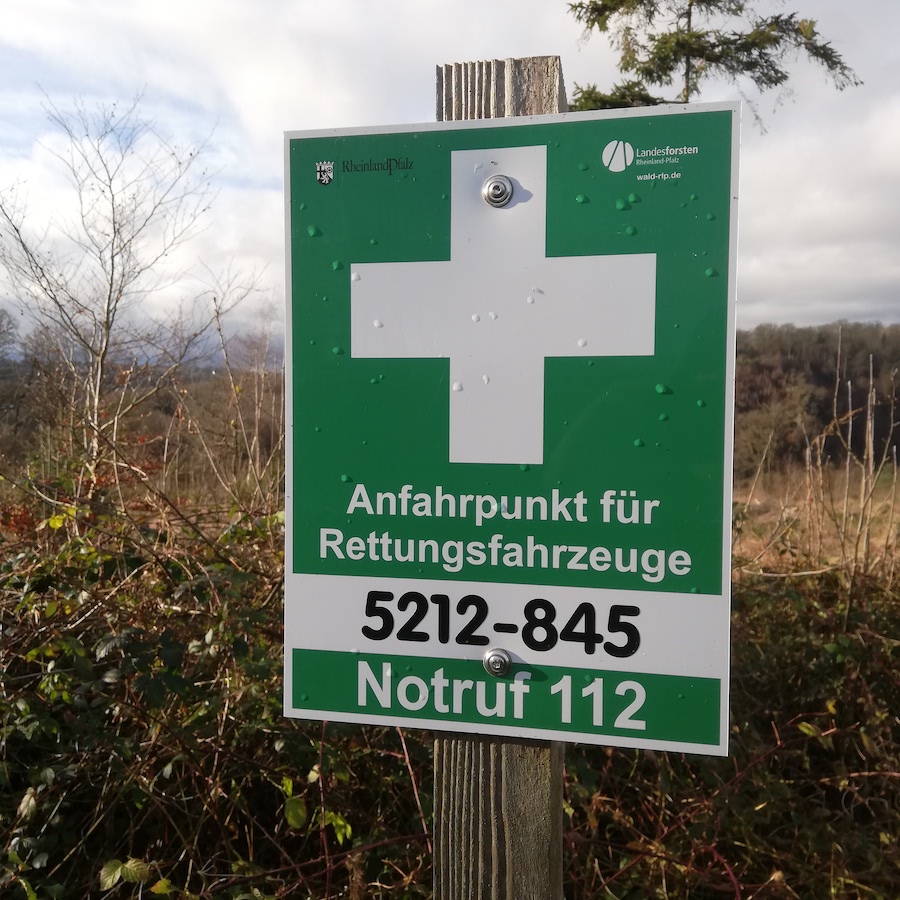 RheinlandPfalz
Landesforsten
Rheinland-Pfalz
wald-rlp.de
Anfahrpunkt für
Rettungsfahrzeuge
5212-845
Notruf 112